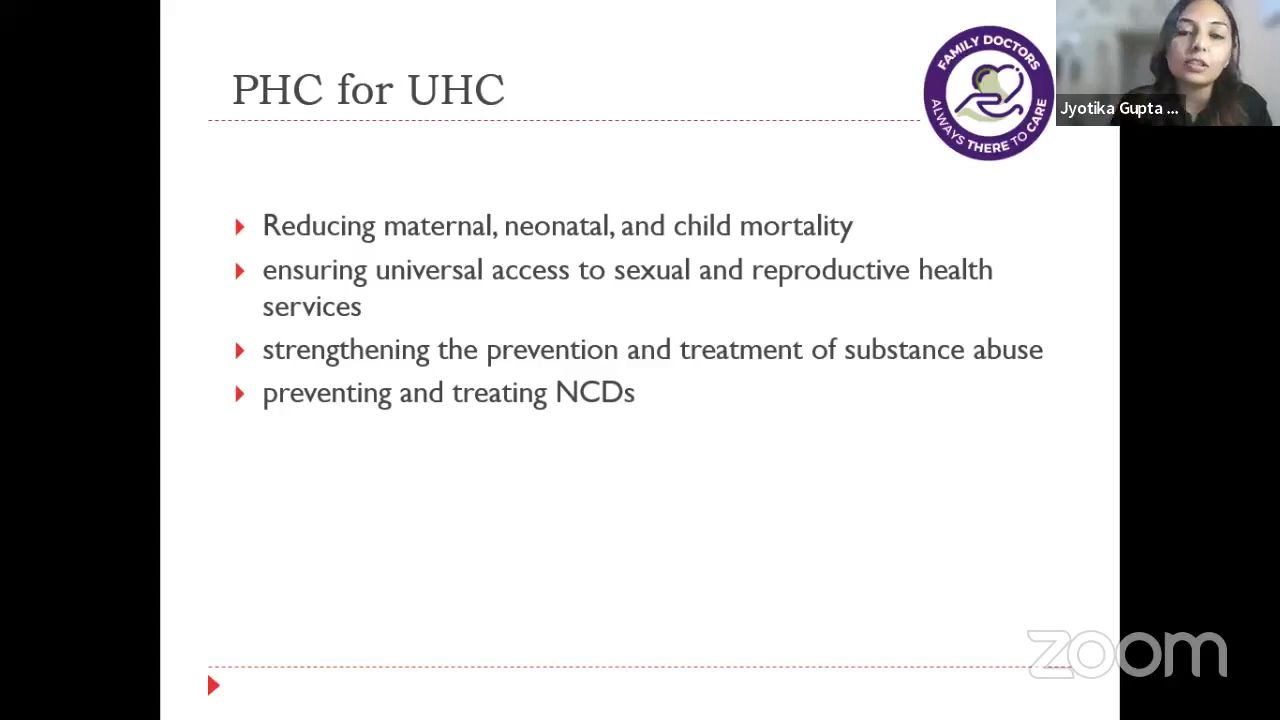 PHC for UHC
FAMILY DOCTORS
ALWAYS THERE TO CARE
Jyotika Gupta ...
Reducing maternal, neonatal, and child mortality
ensuring universal access to sexual and reproductive health
services
strengthening the prevention and treatment of substance abuse
preventing and treating NCDs
zoom